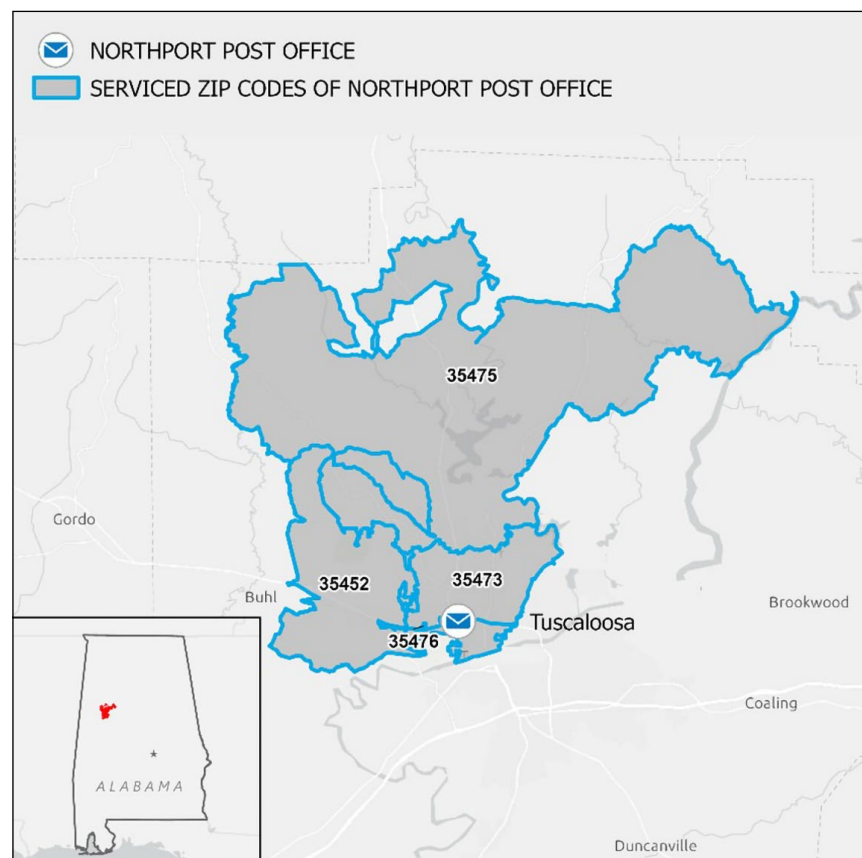 NORTHPORT POST OFFICE
SERVICED ZIP CODES OF NORTHPORT POST OFFICE
35475
Gordo
35452
35473
Buhl
Brookwood
Tuscaloosa
35476
Coaling
ALABAMA
Duncanville